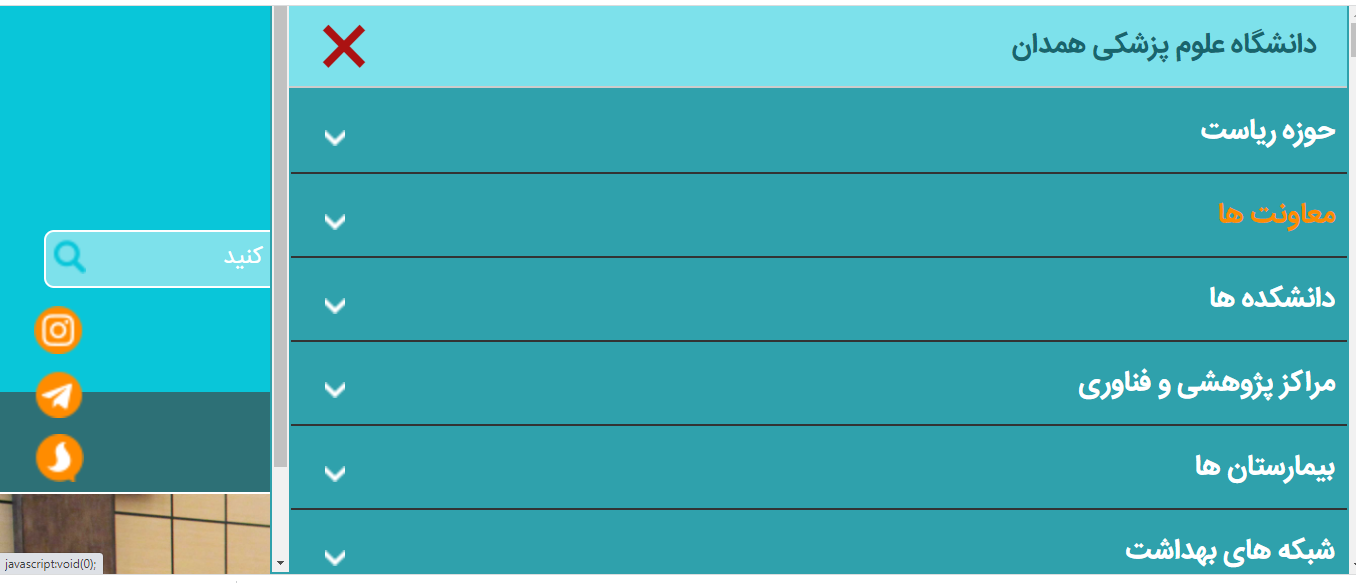 دانشگاه علوم پزشکی همدان
حوزه ریاست
معاونت ها
دانشکده ها
مراکز پژوهشی و فناوری
بیمارستان ها
شبکه های بهداشت
کنید
javascript:void(0);